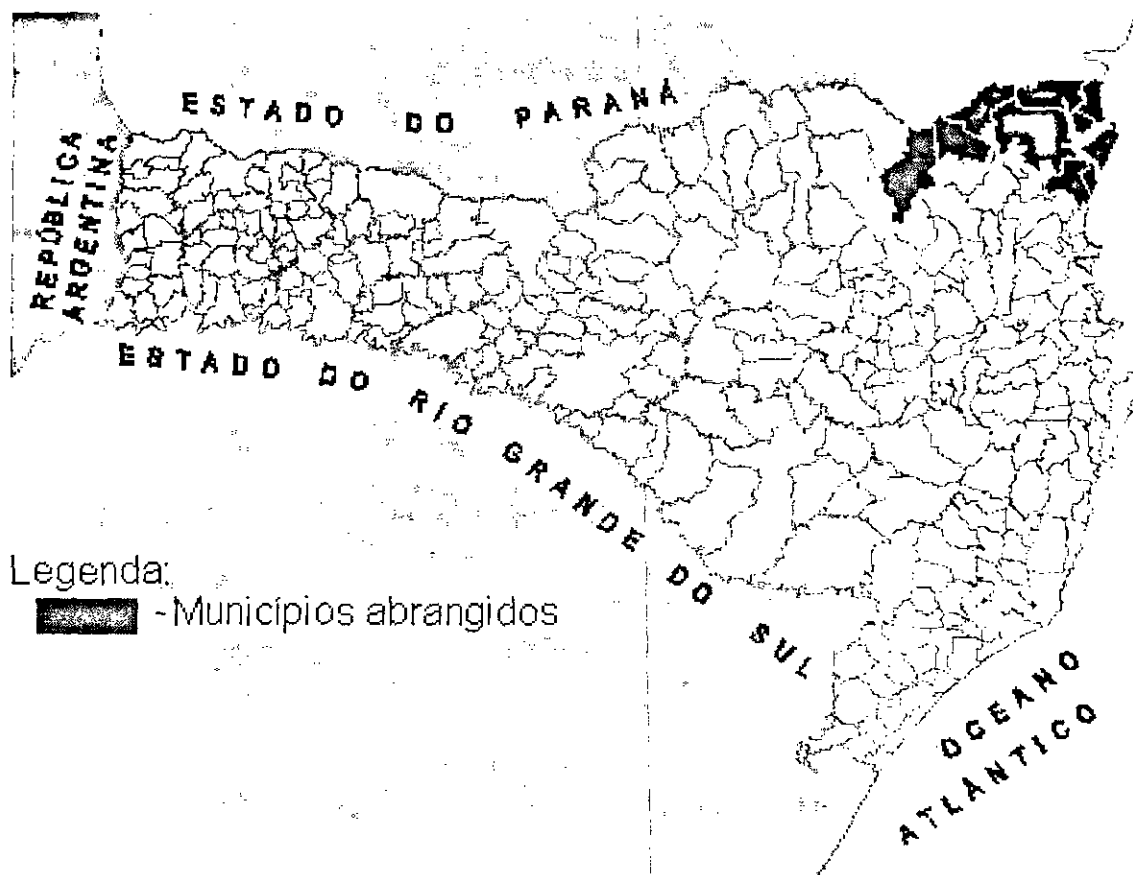 ESTADO DO PARANÁ
REPÚBLICA
ARGENTINA
ESTADO DO RIO GRANDE DO SUL
Legenda:
- Municípios abrangidos
OCEANO
ATLÂNTICO